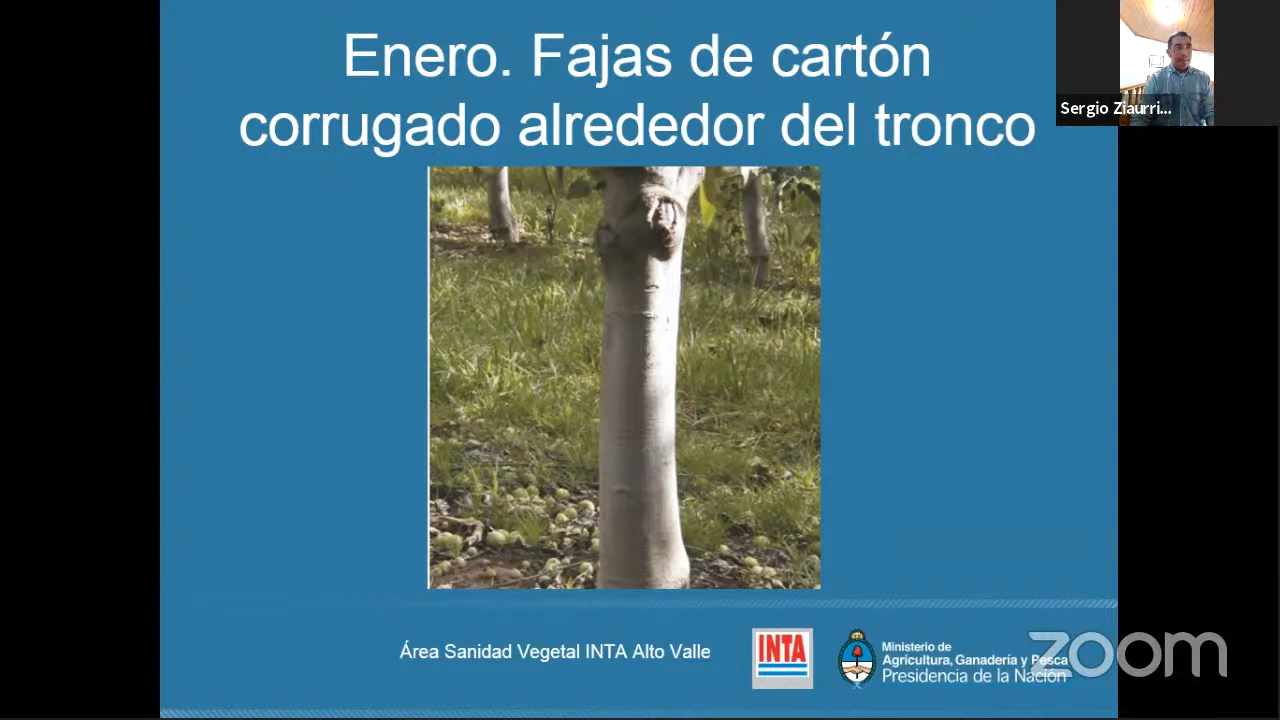 Enero. Fajas de cartón
corrugado alrededor del tronco
Sergio Ziaurri...
Área Sanidad Vegetal INTA Alto Valle
INTA
Ministerio de
Agricultura, Ganadería y Pesca
Presidencia de la Nación
zoom